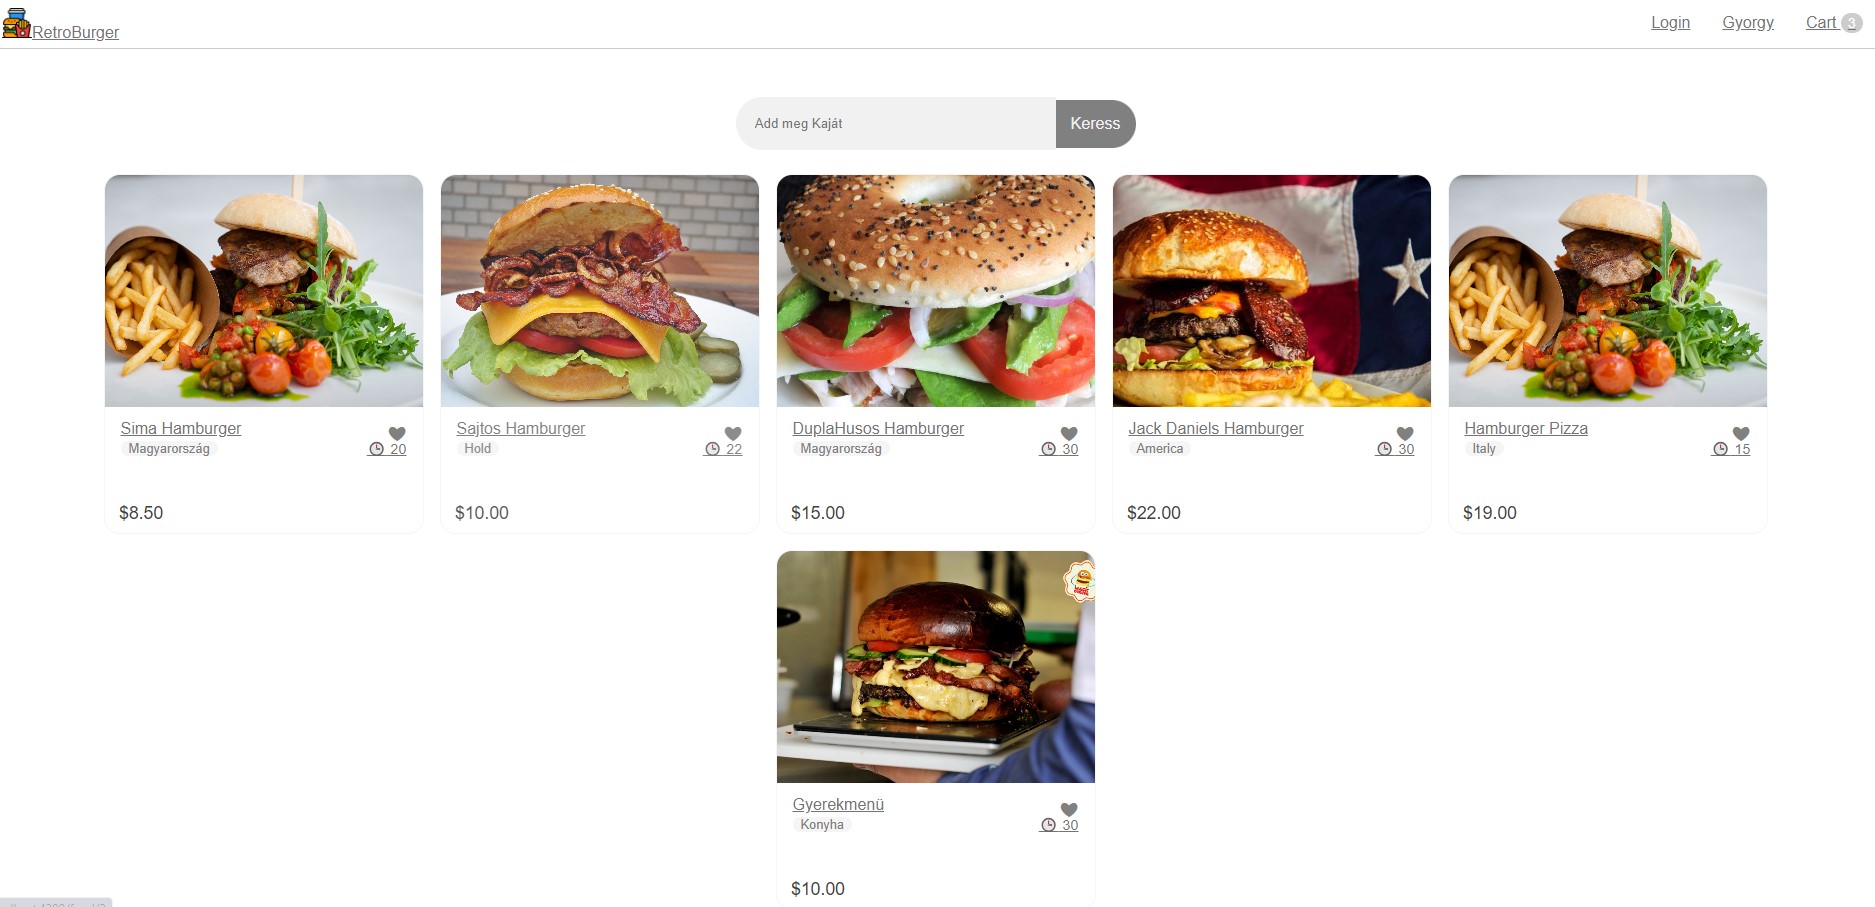 RetroBurger
Login Gyorgy Cart 3
Add meg Kaját Keress
Sima Hamburger
Magyarország 20
$8.50
Sajtos Hamburger
Hold 22
$10.00
DuplaHusos Hamburger
Magyarország 30
$15.00
Jack Daniels Hamburger
America 30
$22.00
Hamburger Pizza
Italy 15
$19.00
Gyerekmenü
Konyha 30
$10.00